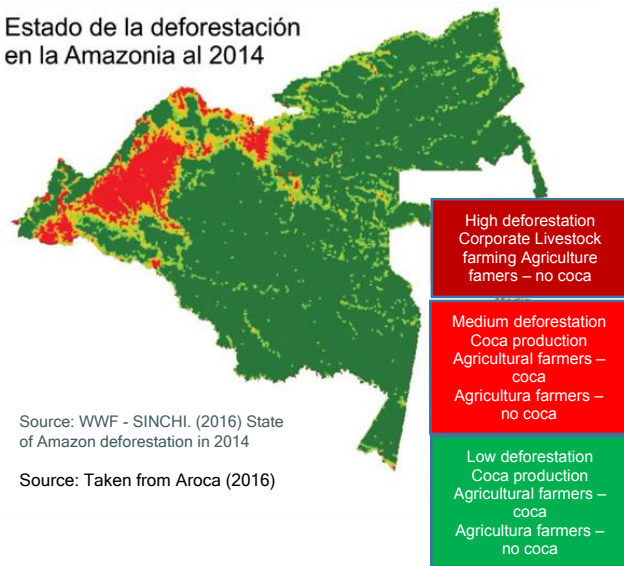 Estado de la deforestación
en la Amazonia al 2014
High deforestation
Corporate Livestock
farming Agriculture
famers – no coca
Medium deforestation
Coca production
Agricultural farmers –
coca
Agricultura farmers –
no coca
Low deforestation
Coca production
Agricultural farmers –
coca
Agricultura farmers –
no coca
Source: WWF - SINCHI. (2016) State
of Amazon deforestation in 2014
Source: Taken from Aroca (2016)